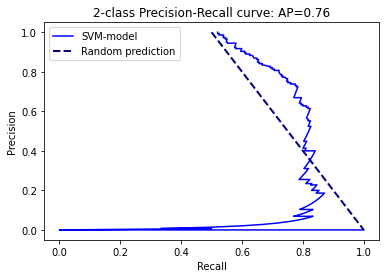 2-class Precision-Recall curve: AP=0.76
SVM-model
Random prediction
Precision
1.0
0.8
0.6
0.4
0.2
0.0
0.0 0.2 0.4 0.6 0.8 1.0
Recall